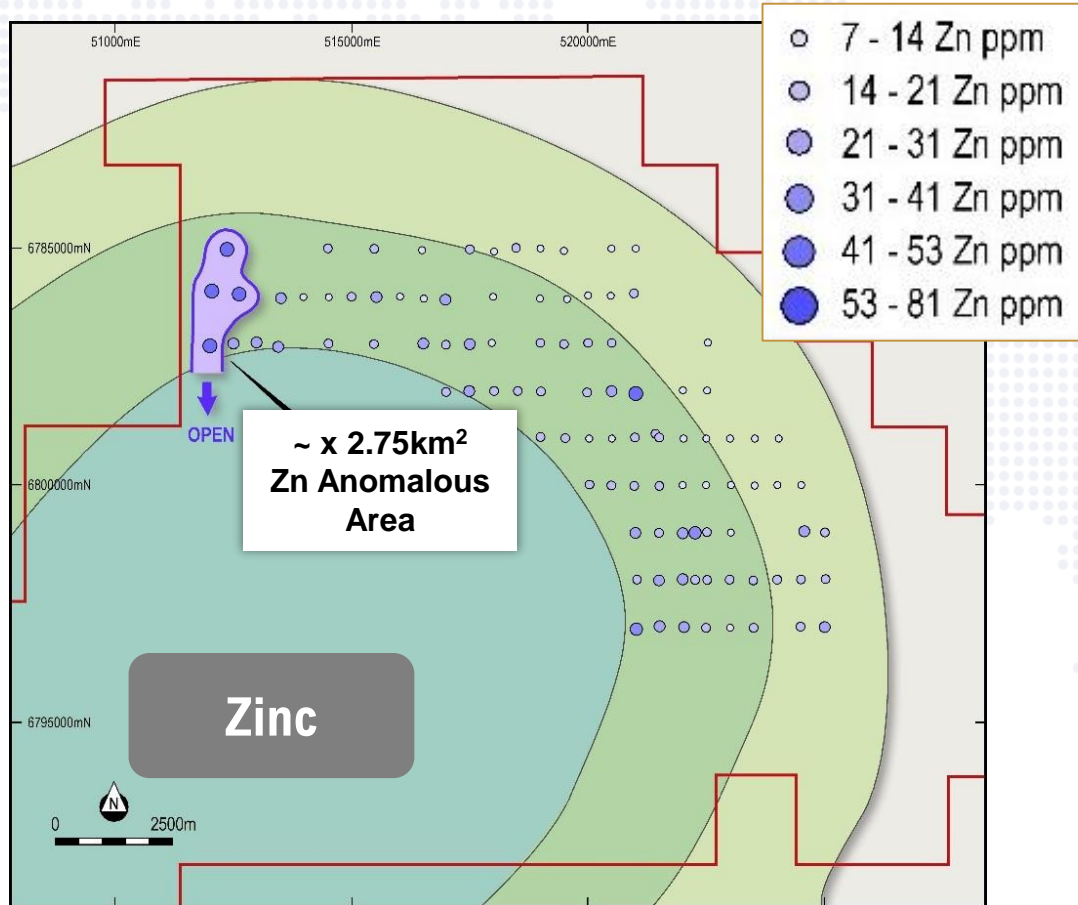 51000mE
515000mE
520000mE
7 - 14 Zn ppm
14 - 21 Zn ppm
21 - 31 Zn ppm
31 - 41 Zn ppm
41 - 53 Zn ppm
53 - 81 Zn ppm
6785000mN
OPEN
~ x 2.75km²
Zn Anomalous
Area
6800000mN
Zinc
6795000mN
N
0 2500m